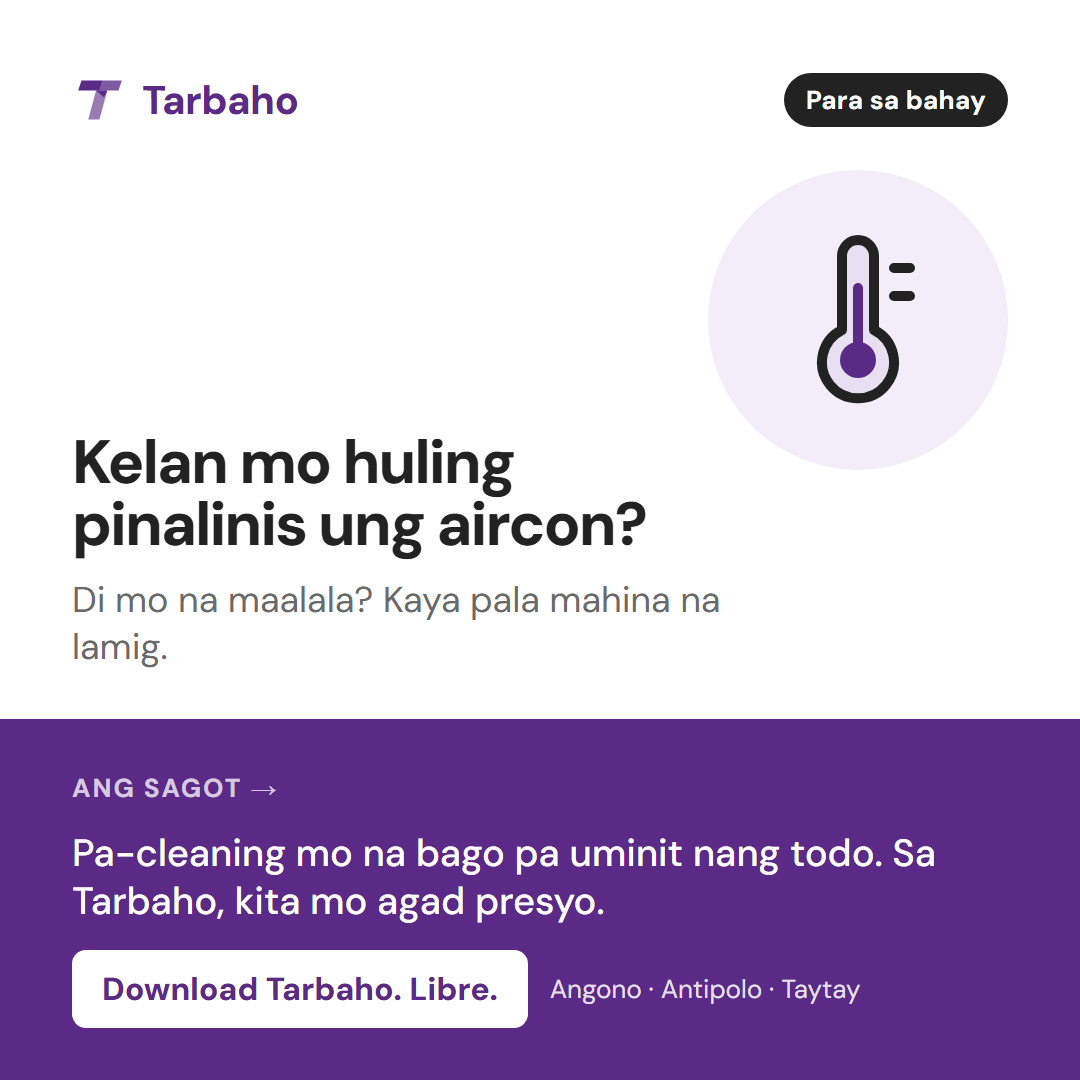 Tarbaho
Para sa bahay
Kelan mo huling
pinalinis ung aircon?
Di mo na maalala? Kaya pala mahina na
lamig.
ANG SAGOT →
Pa-cleaning mo na bago pa uminit nang todo. Sa
Tarbaho, kita mo agad presyo.
Download Tarbaho. Libre.
Angono · Antipolo · Taytay